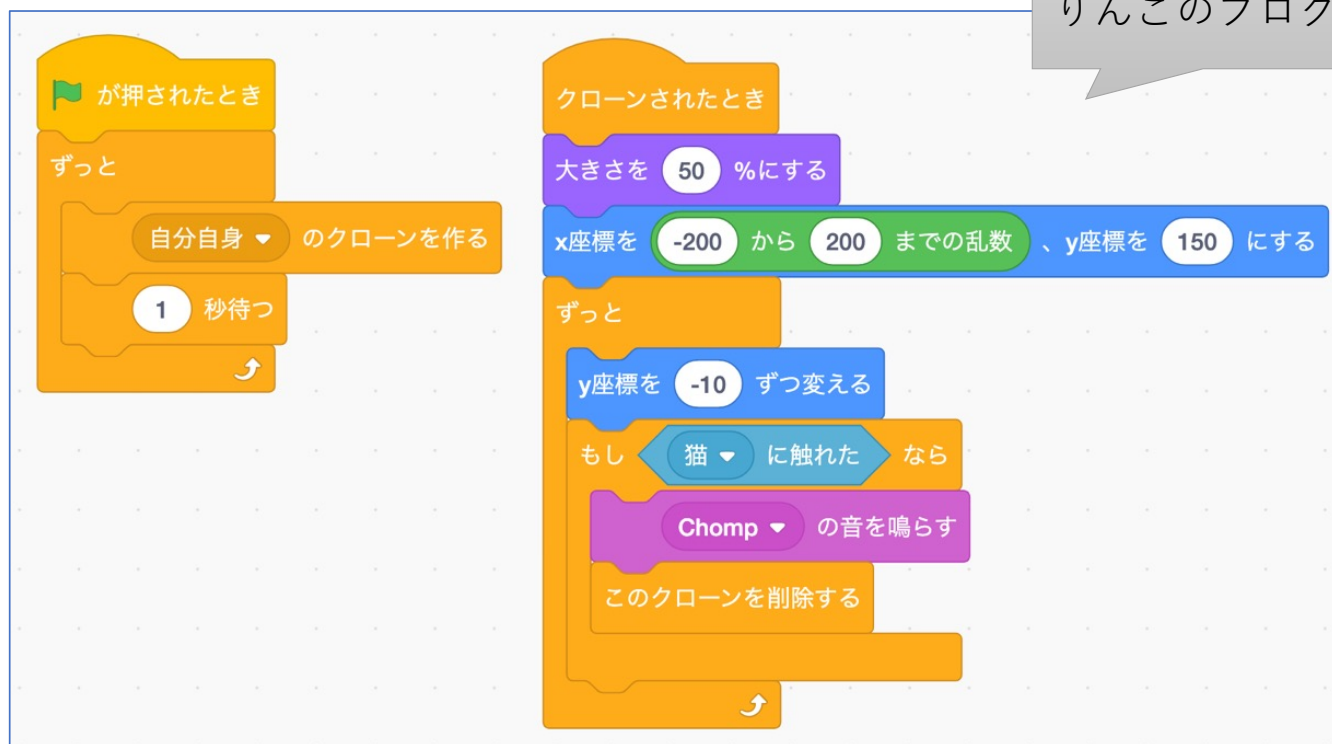 りんごのプログ
が押されたとき
ずっと
自分自身 のクローンを作る
1 秒待つ
クローンされたとき
大きさを 50 %にする
x座標を -200 から 200 までの乱数 、y座標を 150 にする
ずっと
y座標を -10 ずつ変える
もし 猫 に触れた なら
Chomp の音を鳴らす
このクローンを削除する